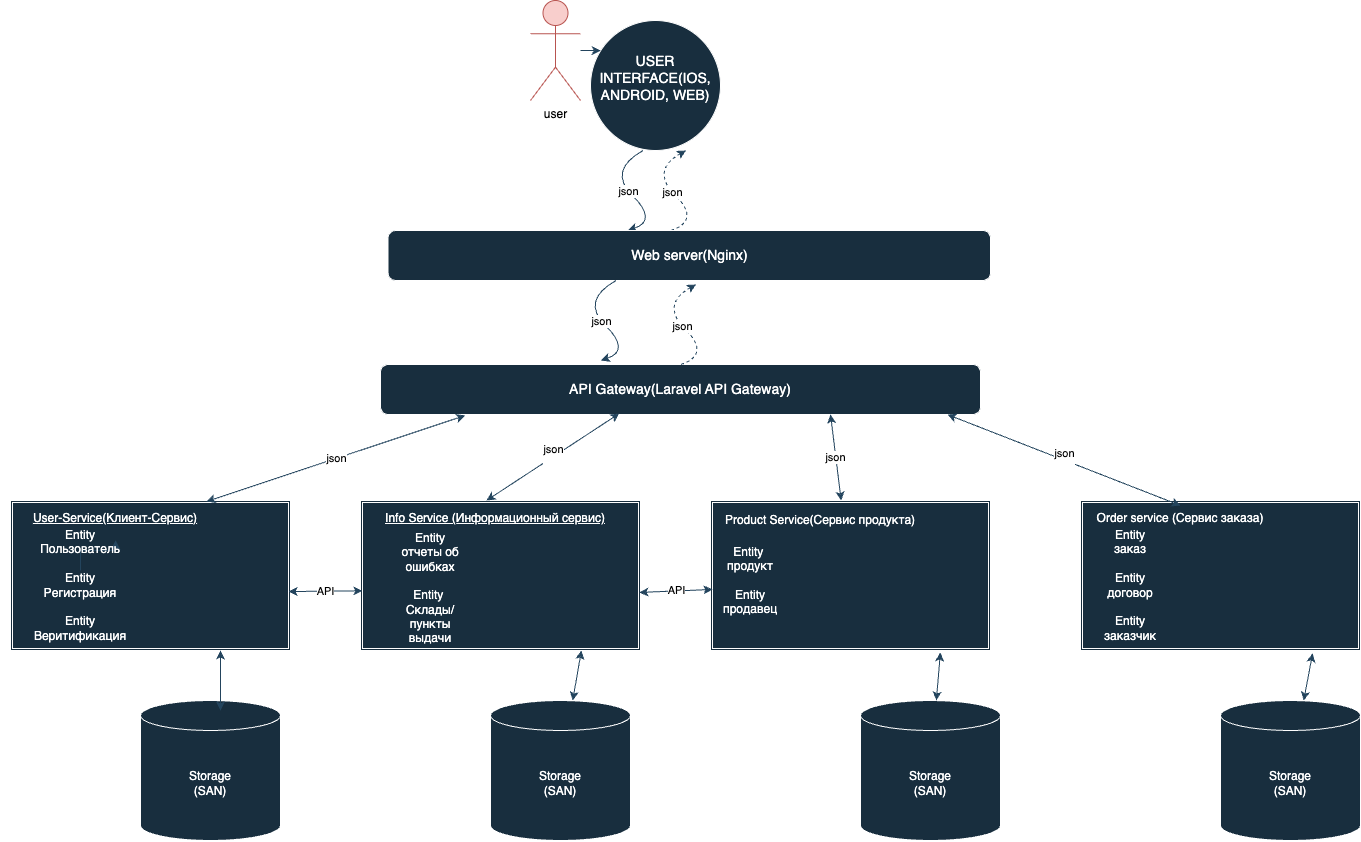 USER
INTERFACE(IOS,
ANDROID, WEB)
user
json
json
Web server(Nginx)
json
json
API Gateway(Laravel API Gateway)
json
json
json
json
User-Service(Клиент-Сервис)
Entity
Пользователь
Entity
Регистрация
Entity
Веритификация
API
Info Service (Информационный сервис)
Entity
отчеты об
ошибках
Entity
Склады/
пункты
выдачи
API
Product Service(Сервис продукта)
Entity
продукт
Entity
продавец
Order service (Сервис заказа)
Entity
заказ
Entity
договор
Entity
заказчик
Storage
(SAN)
Storage
(SAN)
Storage
(SAN)
Storage
(SAN)